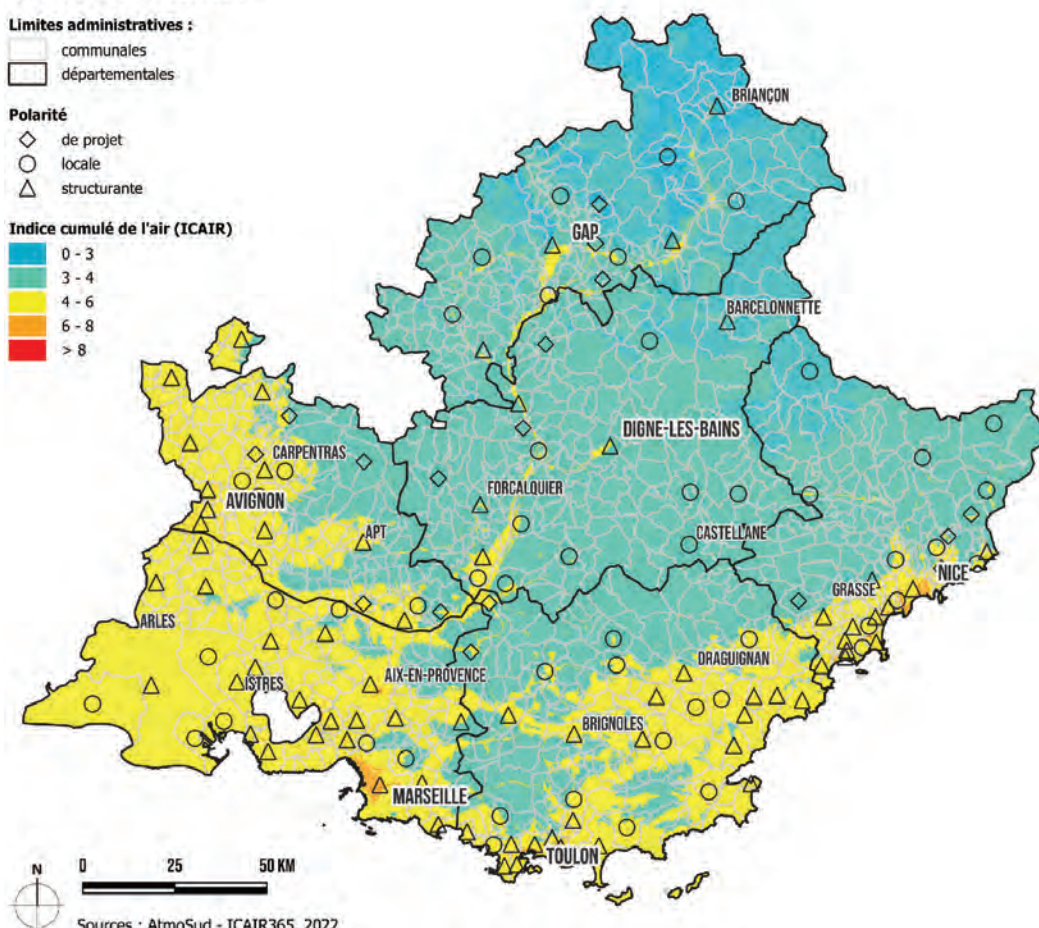 Limites administratives :
communales
départementales
Polarité
de projet
locale
structurante
Indice cumulé de l'air (ICAIR)
0 - 3
3 - 4
4 - 6
6 - 8
> 8
BRIANÇON
GAP
BARCELONNETTE
DIGNE-LES-BAINS
CARPENTRAS
FORCALQUIER
AVIGNON
APT
CASTELLANE
NICE
GRASSE
ARLES
DRAGUIGNAN
AIX-EN-PROVENCE
ISTRES
BRIGNOLES
MARSEILLE
TOULON
N
0 25 50 KM
Sources : AtmoSud - ICAIR365, 2022